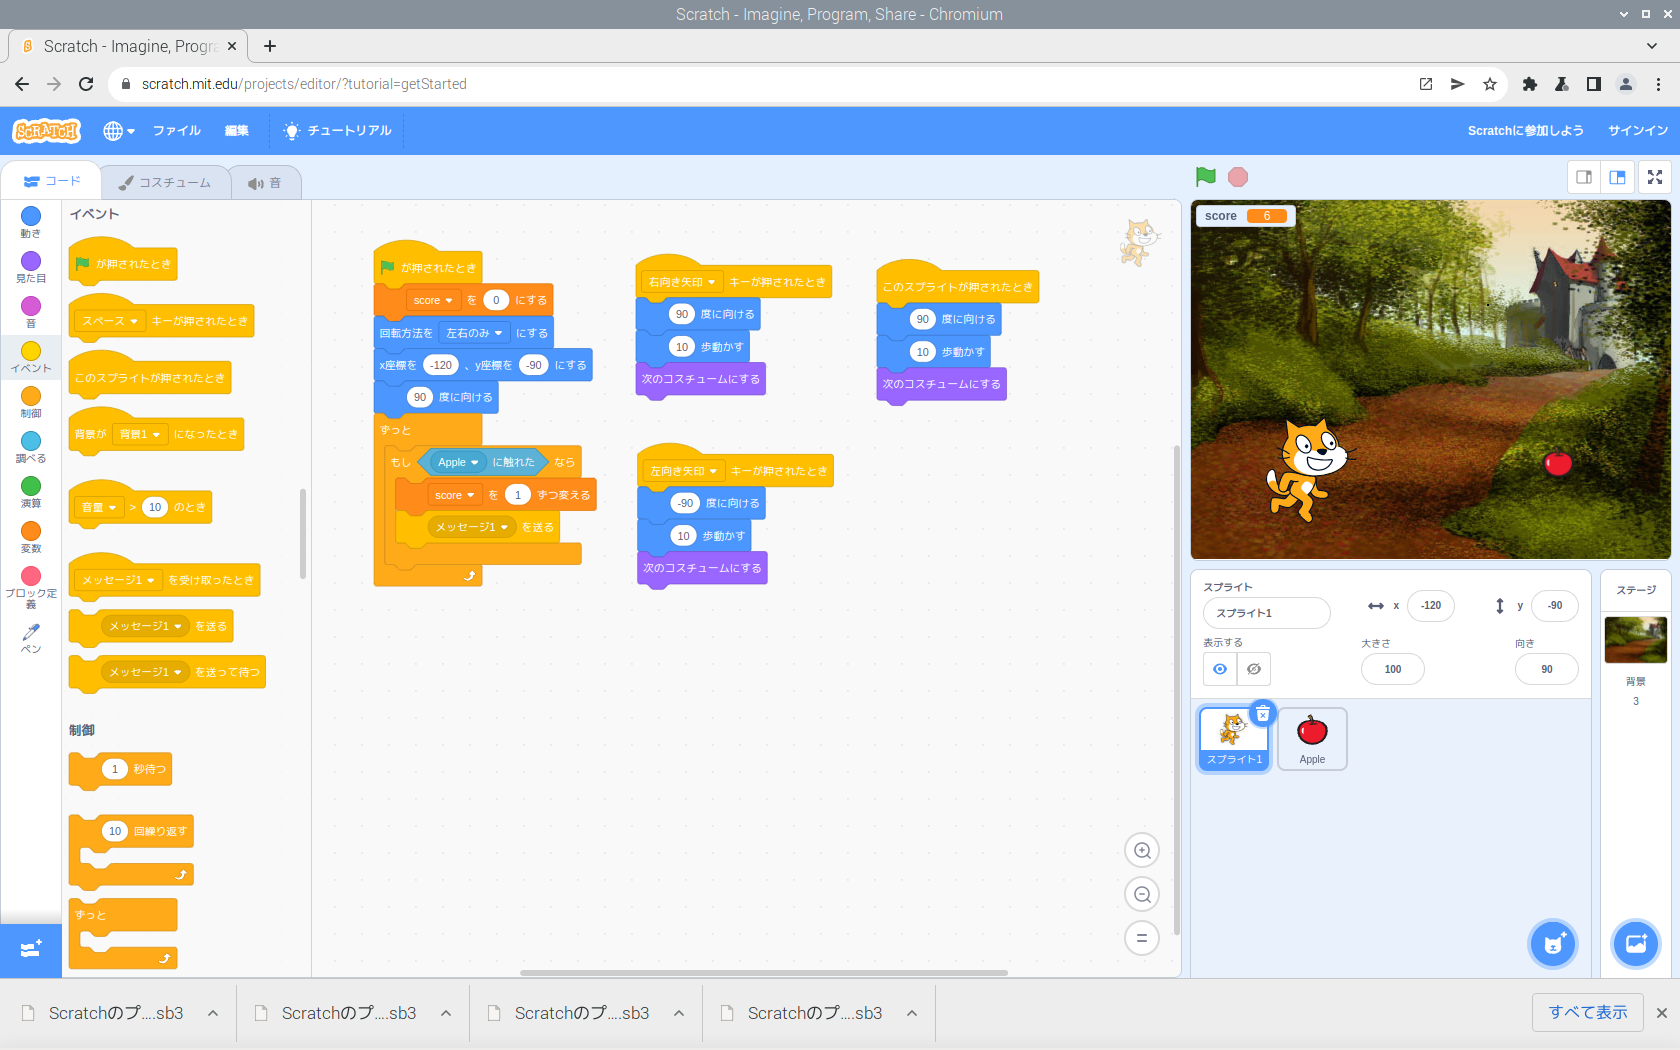 Scratch - Imagine, Program, Share - Chromium
Scratch - Imagine, Progra
scratch.mit.edu/projects/editor/?tutorial=getStarted
SCRATCH
ファイル
編集
チュートリアル
Scratchに参加しよう
サインイン
コード
コスチューム
音
動き
見た目
音
イベント
制御
調べる
演算
変数
ブロック定義
ペン
イベント
が押されたとき
スペース キーが押されたとき
このスプライトが押されたとき
背景が 背景1 になったとき
音量 > 10 のとき
メッセージ1 を受け取ったとき
メッセージ1 を送る
メッセージ1 を送って待つ
制御
1 秒待つ
10 回繰り返す
ずっと
が押されたとき
score を 0 にする
回転方法を 左右のみ にする
x座標を -120 、y座標を -90 にする
90 度に向ける
ずっと
もし Apple に触れた なら
score を 1 ずつ変える
メッセージ1 を送る
右向き矢印 キーが押されたとき
90 度に向ける
10 歩動かす
次のコスチュームにする
左向き矢印 キーが押されたとき
-90 度に向ける
10 歩動かす
次のコスチュームにする
このスプライトが押されたとき
90 度に向ける
10 歩動かす
次のコスチュームにする
score 6
スプライト
スプライト1
x -120
y -90
表示する
大きさ
100
向き
90
スプライト1
Apple
ステージ
背景
3
Scratchのプ....sb3
Scratchのプ....sb3
Scratchのプ....sb3
Scratchのプ....sb3
すべて表示